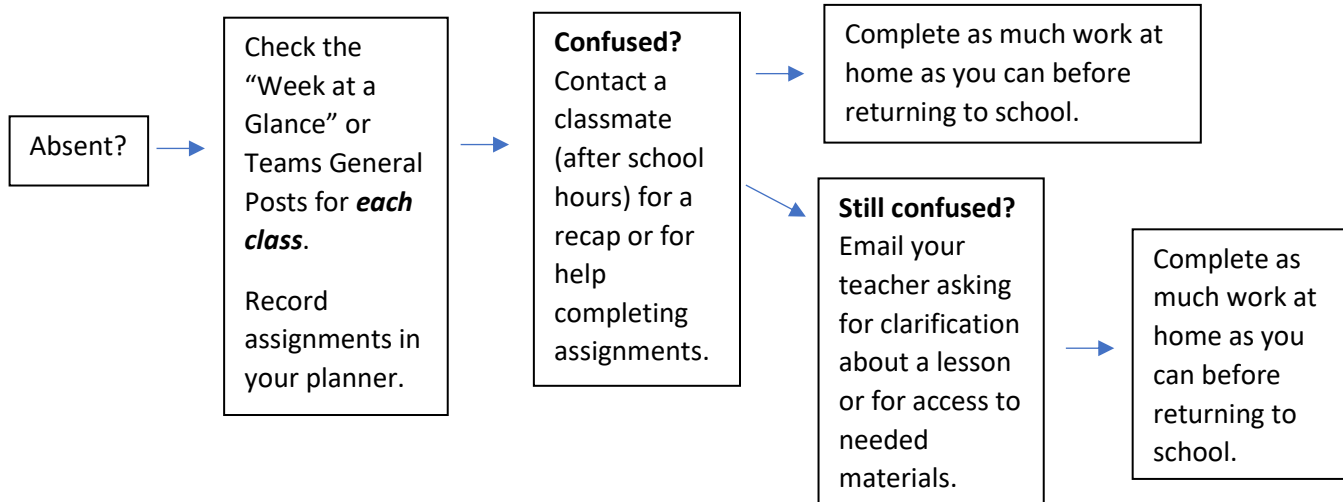 Absent?
Check the
“Week at a
Glance” or
Teams General
Posts for each
class.
Record
assignments in
your planner.
Confused?
Contact a
classmate
(after school
hours) for a
recap or for
help
completing
assignments.
Complete as much work at
home as you can before
returning to school.
Still confused?
Email your
teacher asking
for clarification
about a lesson
or for access to
needed
materials.
Complete as
much work at
home as you
can before
returning to
school.